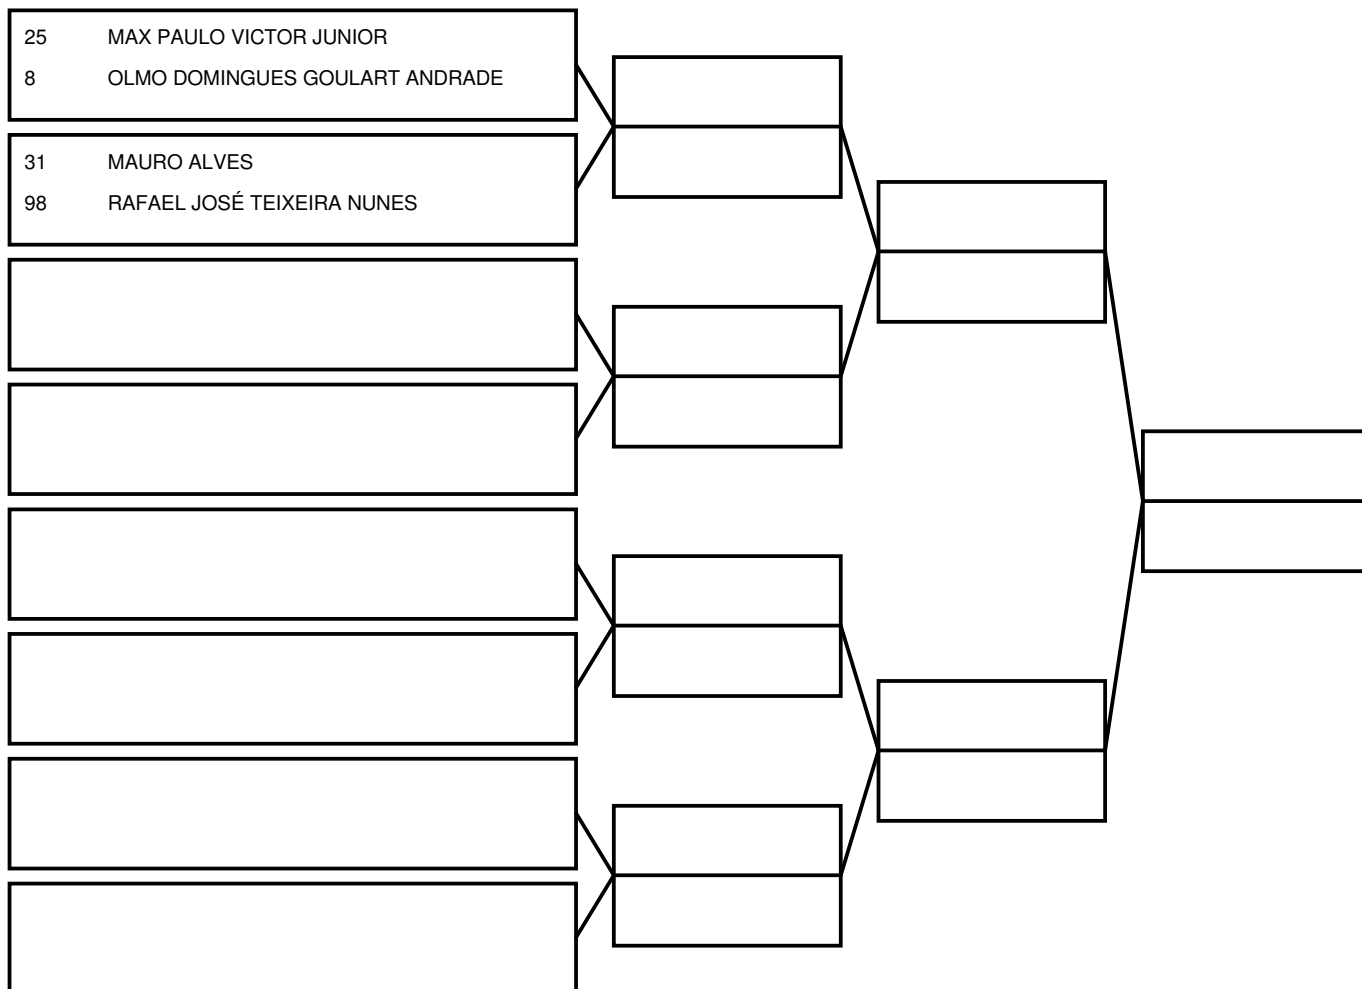 25 MAX PAULO VICTOR JUNIOR
8 OLMO DOMINGUES GOULART ANDRADE
31 MAURO ALVES
98 RAFAEL JOSÉ TEIXEIRA NUNES